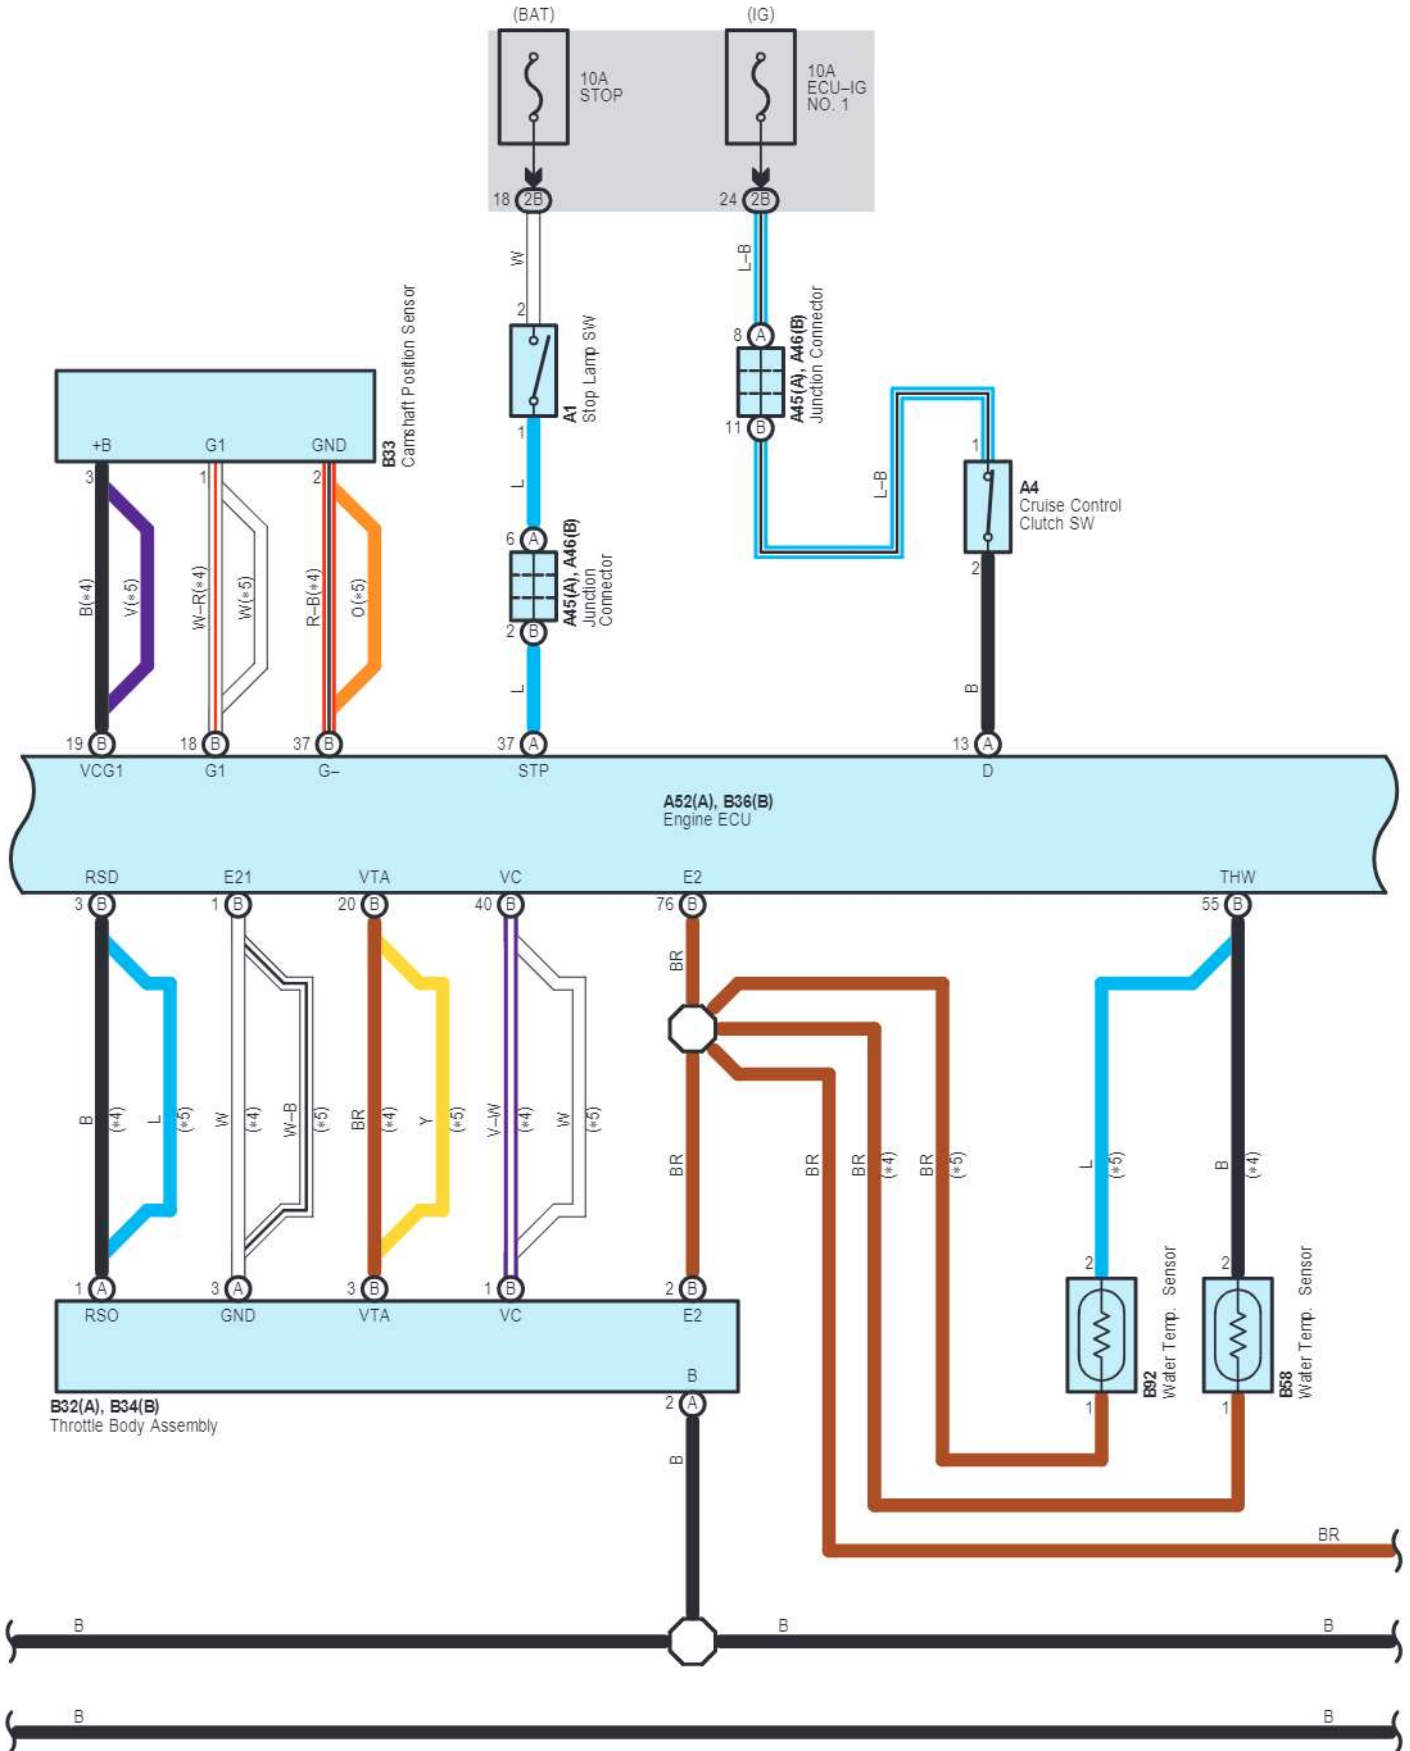 (BAT)
(IG)
10A
STOP
10A
ECU–IG
NO. 1
18 2B
24 2B
W
L–B
2
8 A
A1
Stop Lamp SW
A45(A), A46(B)
Junction Connector
11 B
1
L
L–B
1
A4
Cruise Control
Clutch SW
2
B33
Camshaft Position Sensor
+B
G1
GND
3
1
2
6 A
A45(A), A46(B)
Junction
Connector
2 B
B(*4)
V(*5)
W–R(*4)
W(*5)
R–B(*4)
O(*5)
L
B
19 B
18 B
37 B
37 A
13 A
VCG1
G1
G–
STP
D
A52(A), B36(B)
Engine ECU
RSD
E21
VTA
VC
E2
THW
3 B
1 B
20 B
40 B
76 B
55 B
BR
B
(*4)
L
(*5)
W
(*4)
W–B
(*5)
BR
(*4)
Y
(*5)
V–W
(*4)
W
(*5)
BR
BR
BR
(*4)
BR
(*5)
L
(*5)
B
(*4)
1 A
3 A
3 B
1 B
2 B
2
2
RSO
GND
VTA
VC
E2
B
B32(A), B34(B)
Throttle Body Assembly
2 A
B92
Water Temp. Sensor
B58
Water Temp. Sensor
1
1
B
BR
B
B
B
B
B